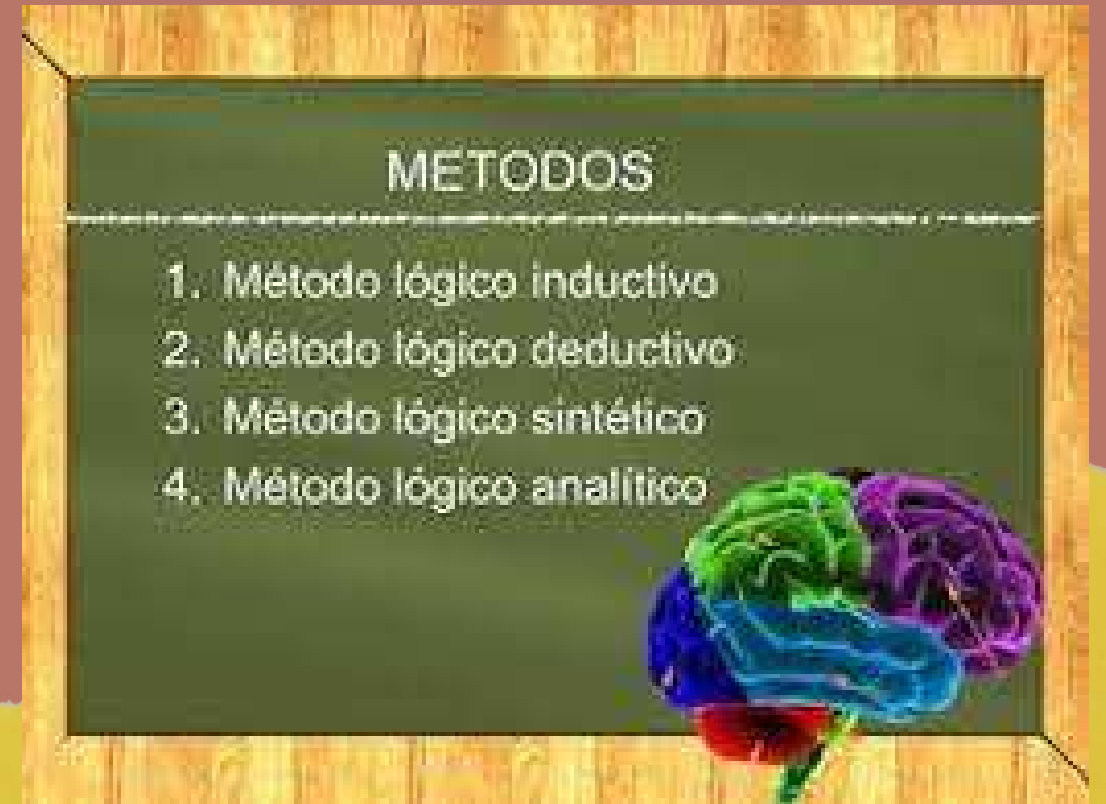 METODOS
1. Método lógico inductivo
2. Método lógico deductivo
3. Método lógico sintético
4. Método lógico analítico